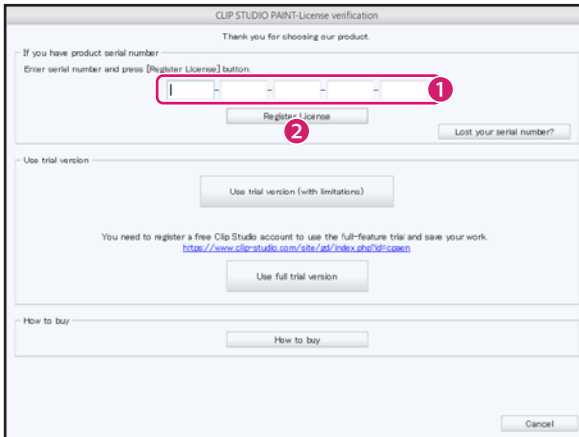 CLIP STUDIO PAINT-License verification
Thank you for choosing our product.
If you have product serial number
Enter serial number and press [Register License] button.
- - - - 1
Register License
2
Lost your serial number?
Use trial version
Use trial version (with limitations)
You need to register a free Clip Studio account to use the full-feature trial and save your work.
https://www.clip-studio.com/site/gd/index.php?id=cpaen
Use full trial version
How to buy
How to buy
Cancel